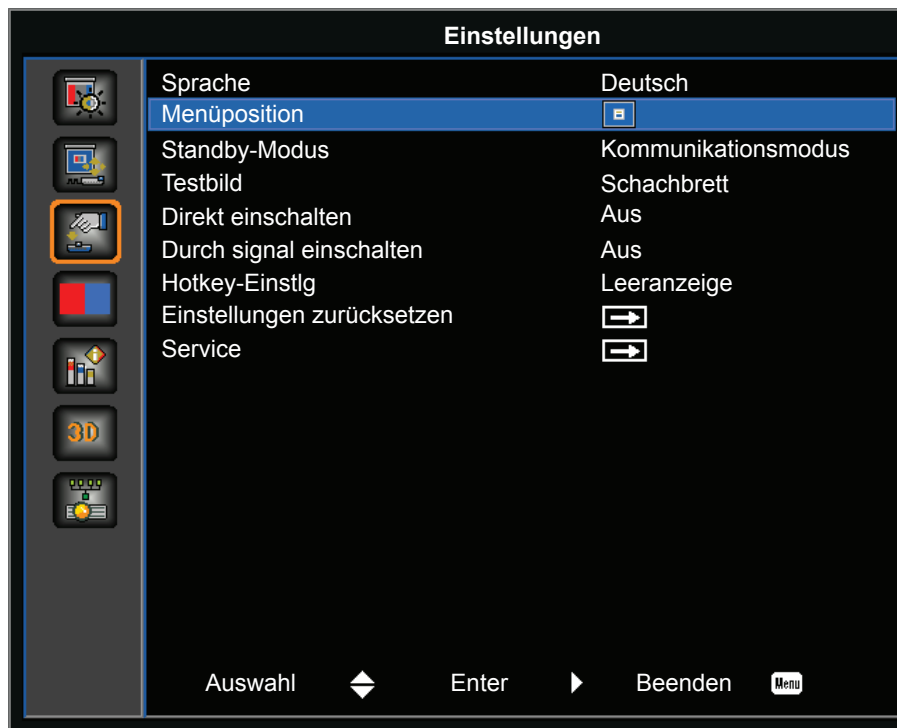 Einstellungen
Sprache Deutsch
Menüposition
Standby-Modus Kommunikationsmodus
Testbild Schachbrett
Direkt einschalten Aus
Durch signal einschalten Aus
Hotkey-Einstlg Leeranzeige
Einstellungen zurücksetzen
Service
3D
Auswahl Enter Beenden Menu